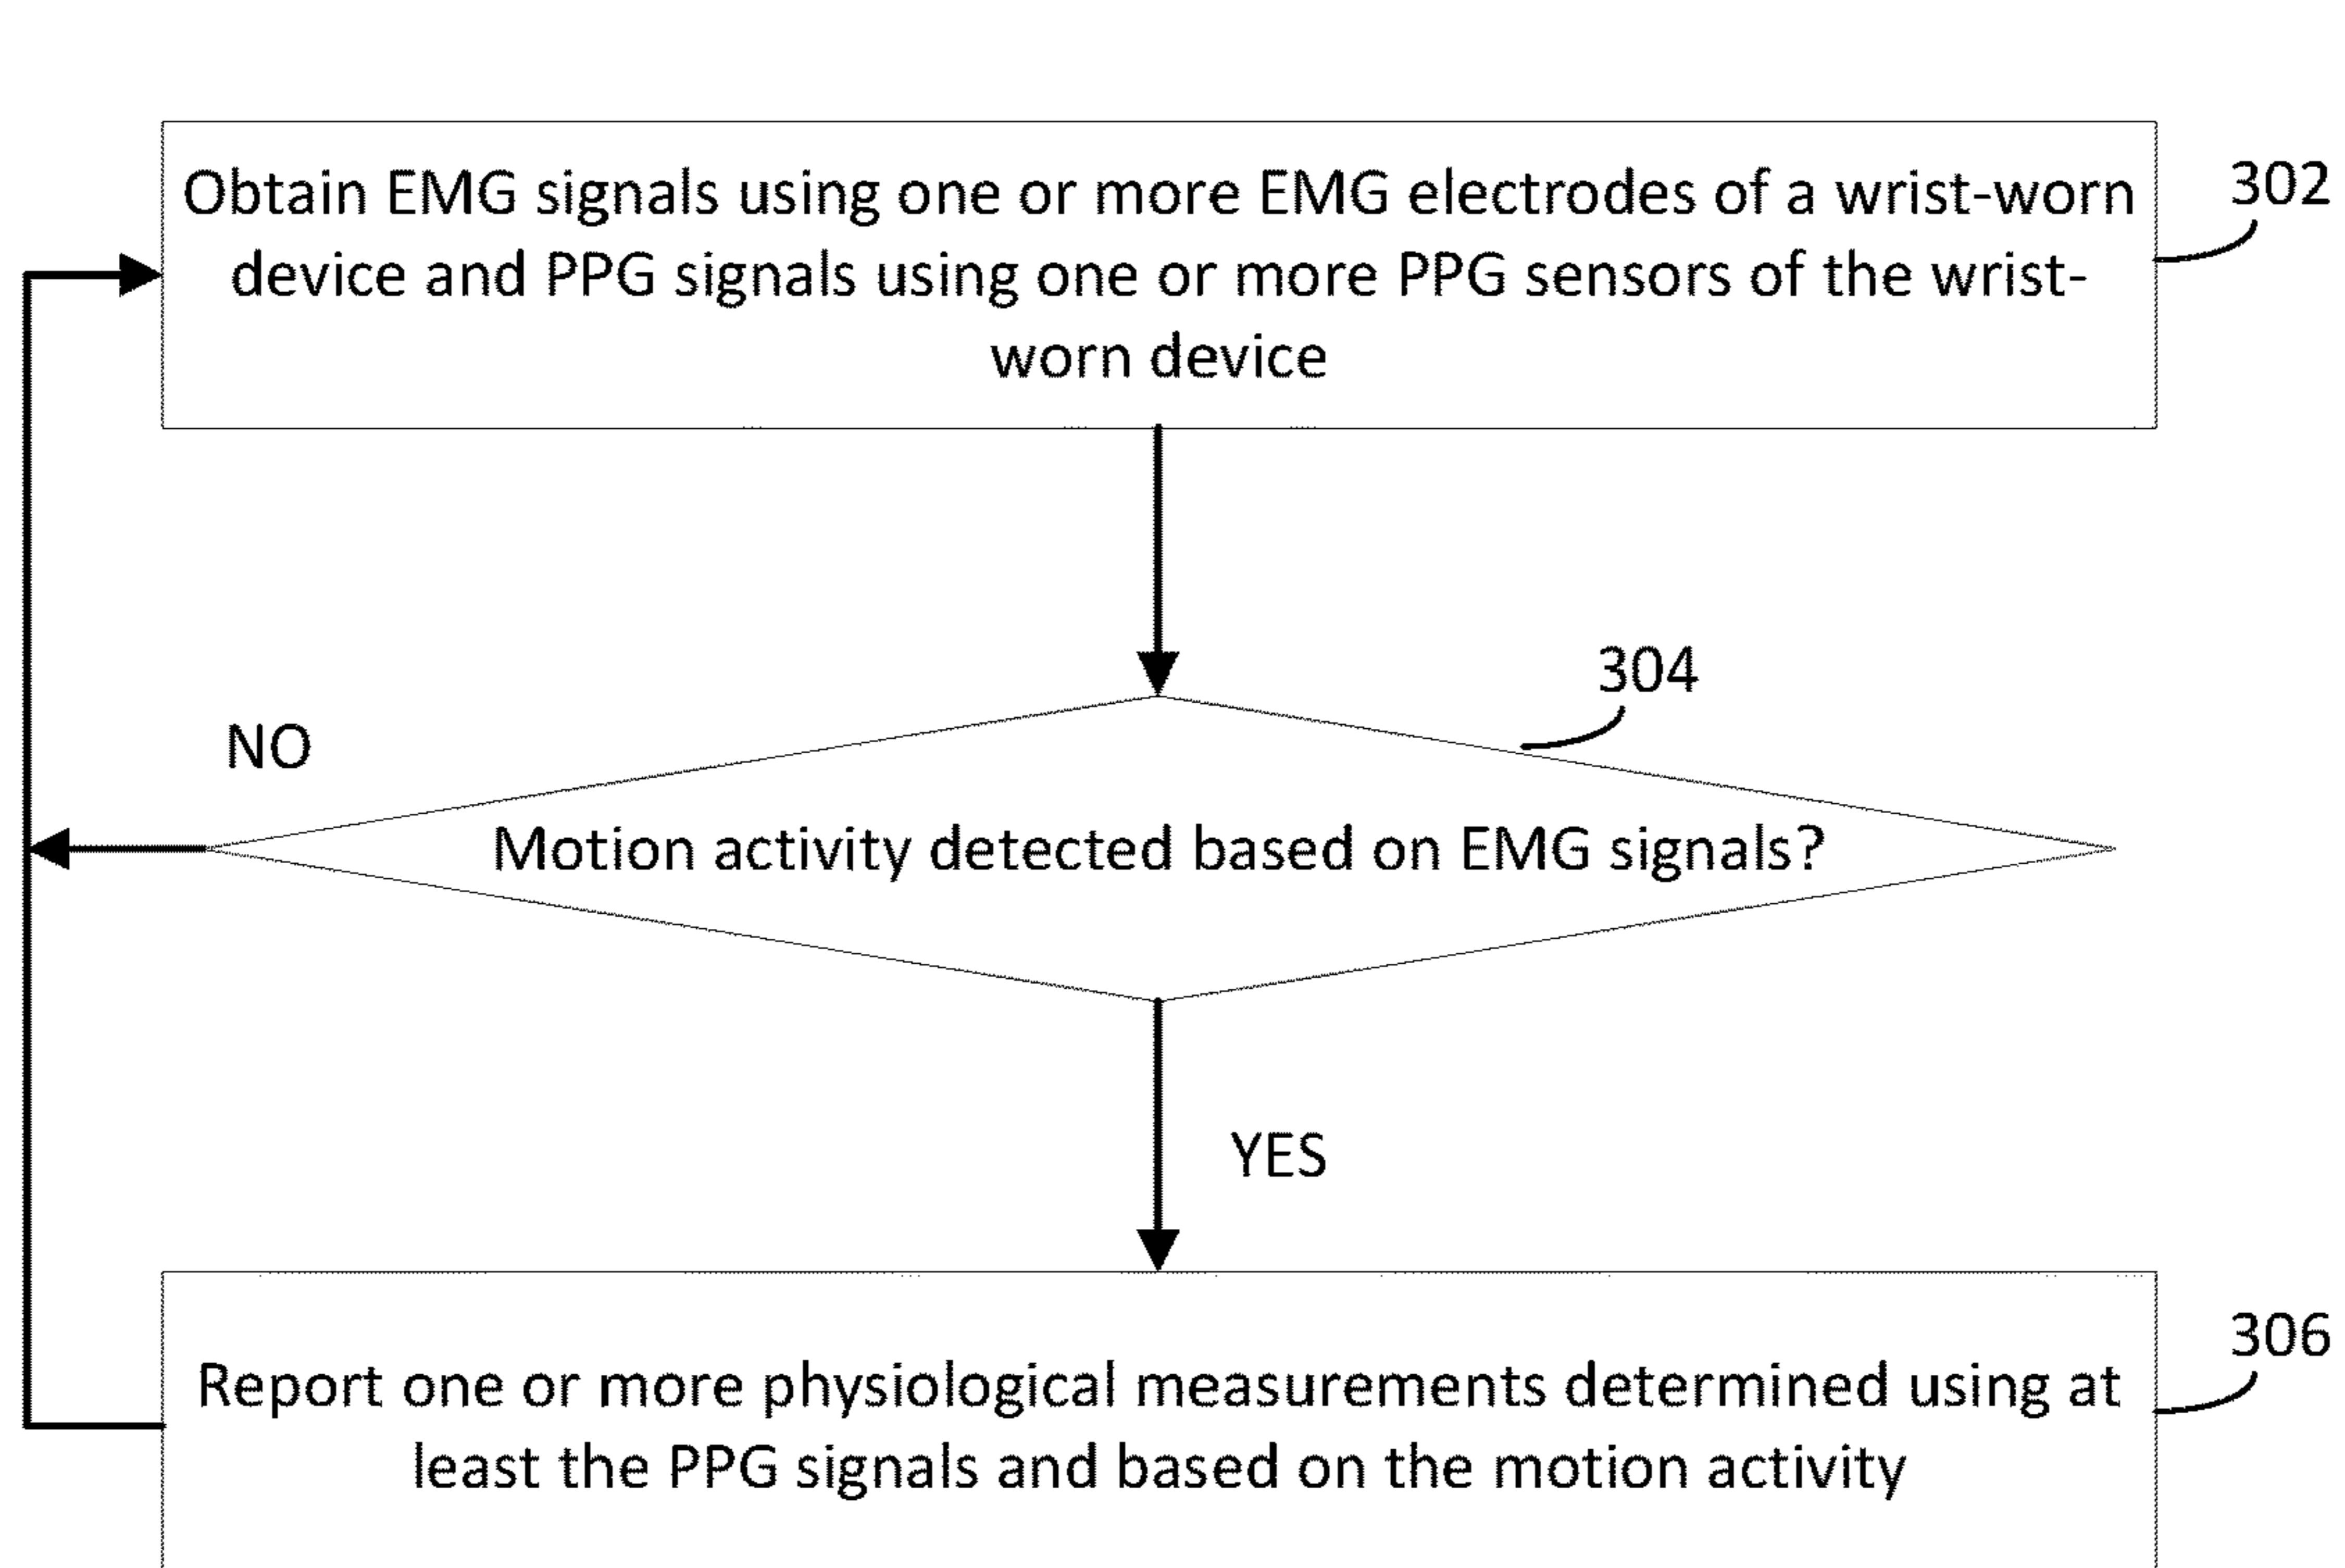 Obtain EMG signals using one or more EMG electrodes of a wrist-worn
device and PPG signals using one or more PPG sensors of the wrist-
worn device
302
304
NO
Motion activity detected based on EMG signals?
YES
306
Report one or more physiological measurements determined using at
least the PPG signals and based on the motion activity